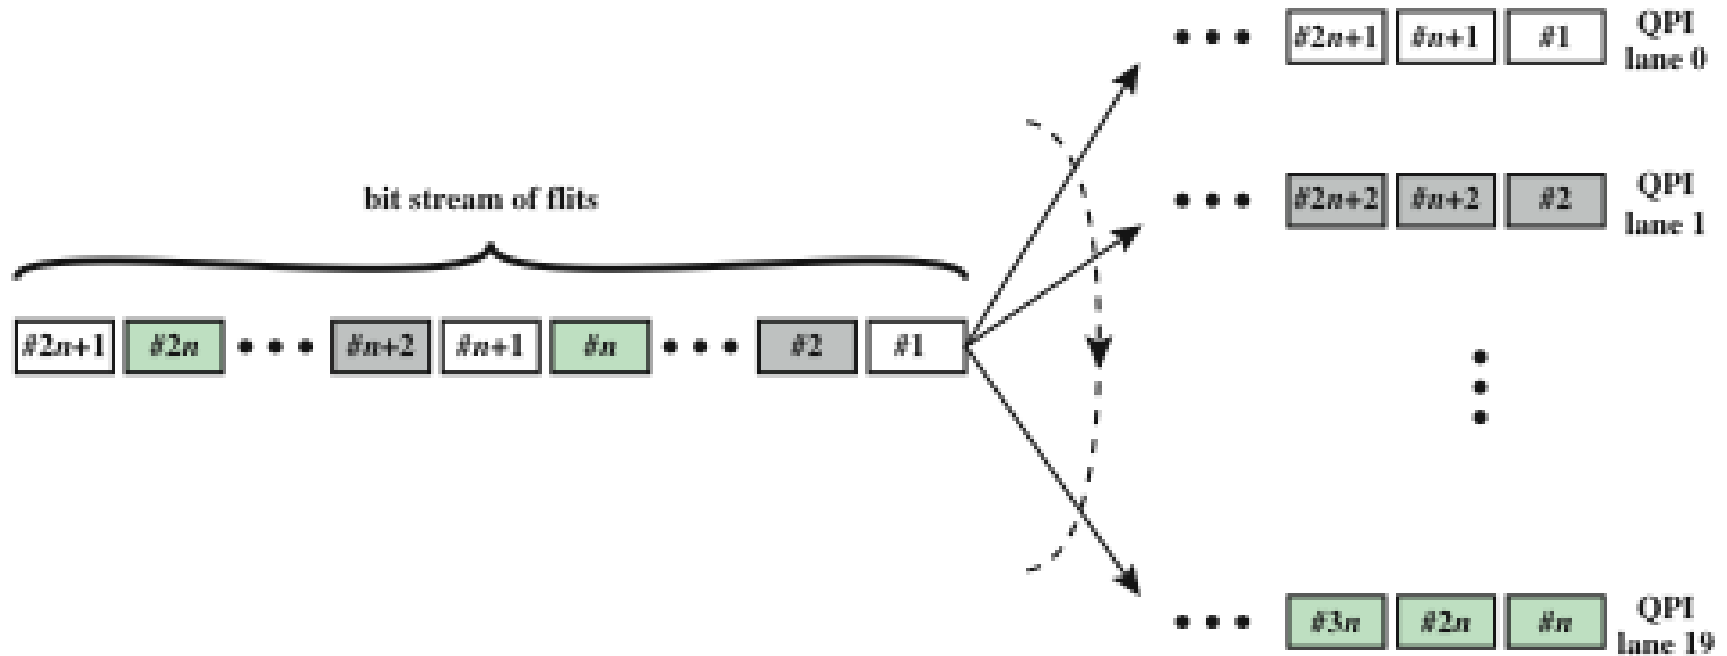 #2n+1 #n+1 #1 QPI
lane 0
bit stream of flits
#2n+2 #n+2 #2 QPI
lane 1
#2n+1 #2n #n+2 #n+1 #n #2 #1
#3n #2n #n QPI
lane 19